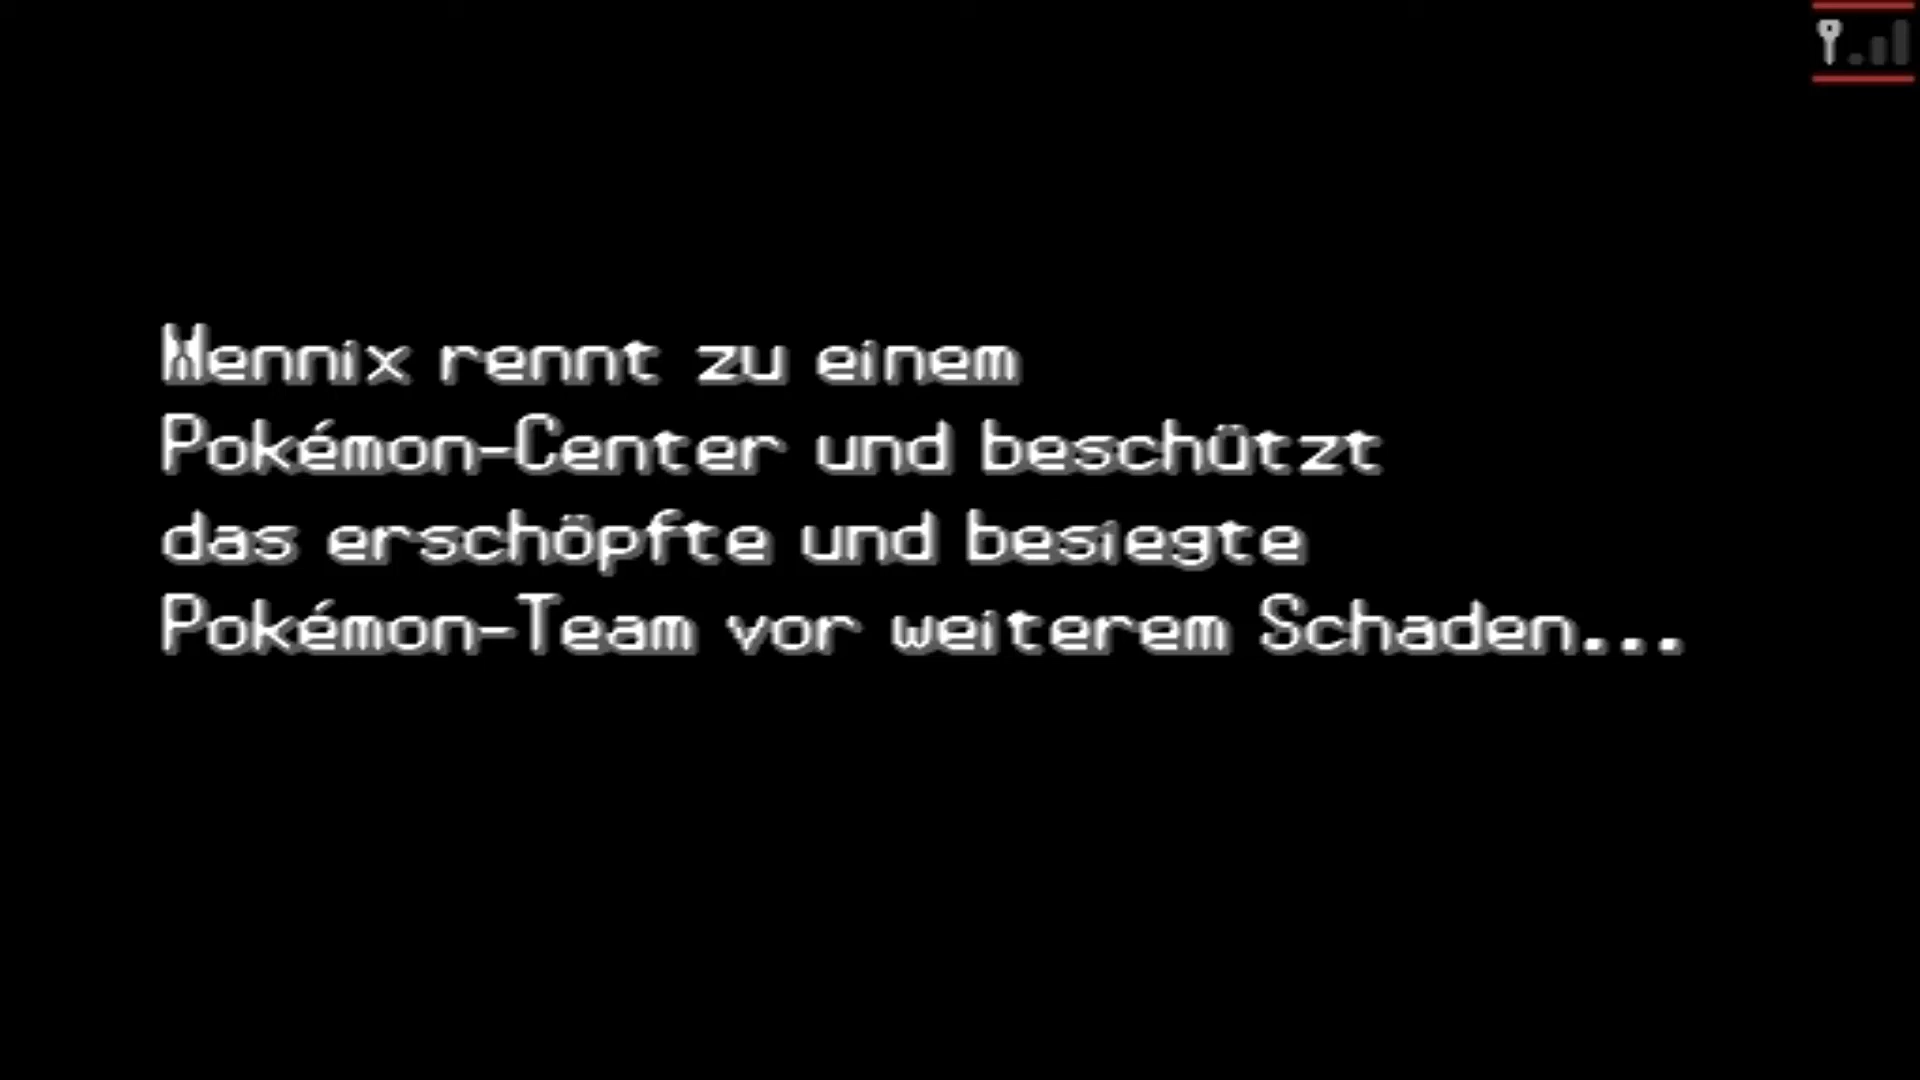 Mennix rennt zu einem
Pokémon-Center und beschützt
das erschöpfte und besiegte
Pokémon-Team vor weiterem Schaden...